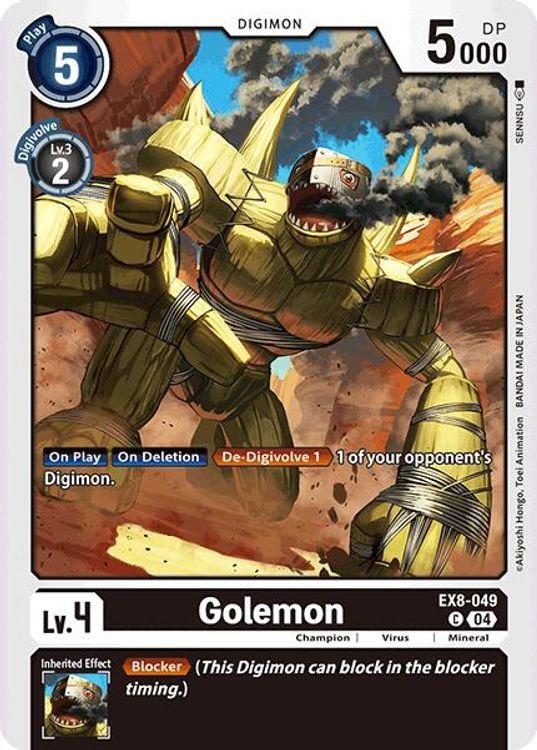 DIGIMON
Play
5
DP
5000
Digivolve
Lv.3
2
SENNSU
©Akiyoshi Hongo, Toei Animation BANDAI MADE IN JAPAN
On Play On Deletion De-Digivolve 1 1 of your opponent's
Digimon.
Lv.4
Golemon
EX8-049
C 04
Champion | Virus | Mineral
Inherited Effect
Blocker (This Digimon can block in the blocker
timing.)